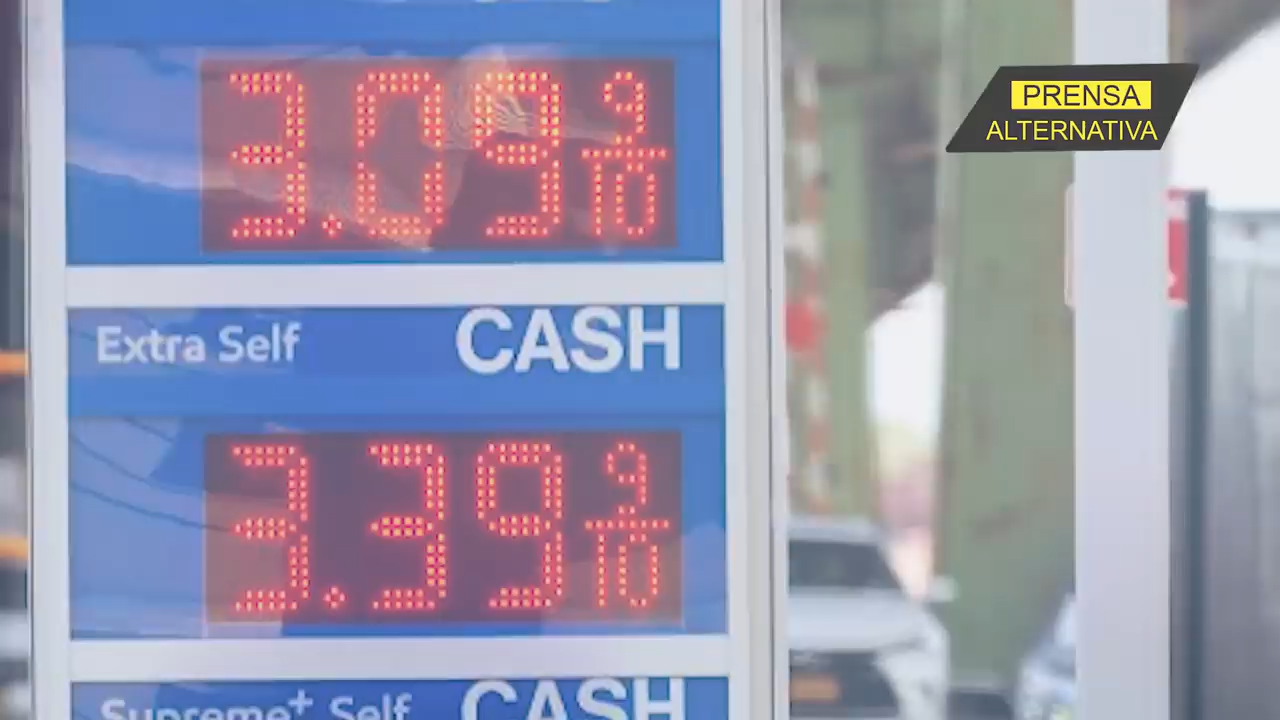 3.09 9/10
PRENSA
ALTERNATIVA
Extra Self CASH
3.39 9/10
Supreme+ Self CASH